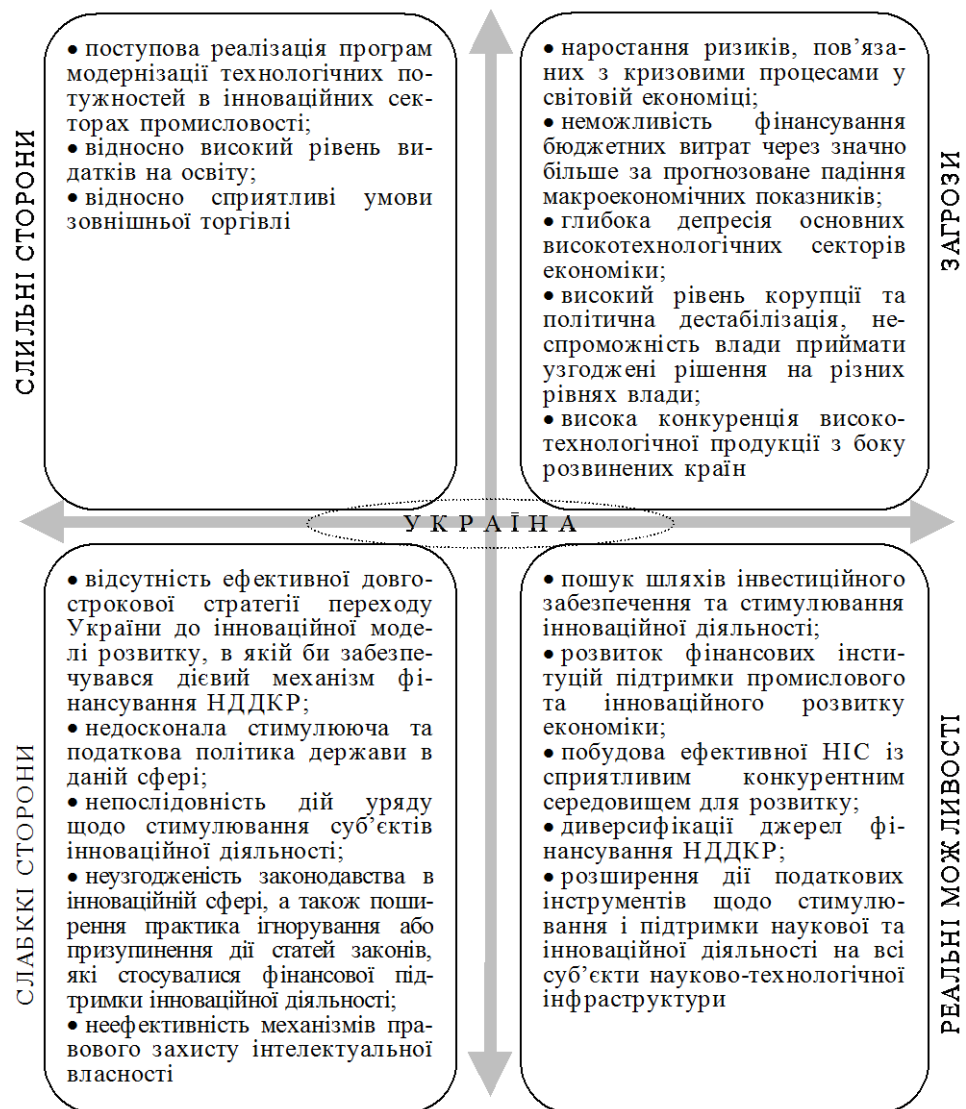 СЛИЛЬНІ СТОРОНИ
• поступова реалізація програм
модернізації технологічних по-
тужностей в інноваційних сек-
торах промисловості;
• відносно високий рівень ви-
датків на освіту;
• відносно сприятливі умови
зовнішньої торгівлі
• наростання ризиків, пов’яза-
них з кризовими процесами у
світовій економіці;
• неможливість фінансування
бюджетних витрат через значно
більше за прогнозоване падіння
макроекономічних показників;
• глибока депресія основних
високотехнологічних секторів
економіки;
• високий рівень корупції та
політична дестабілізація, не-
спроможність влади приймати
узгоджені рішення на різних
рівнях влади;
• висока конкуренція високо-
технологічної продукції з боку
розвинених країн
ЗАГРОЗИ
УКРАЇНА
СЛАБККІ СТОРОНИ
• відсутність ефективної довго-
строкової стратегії переходу
України до інноваційної моде-
лі розвитку, в якій би забезпе-
чувався дієвий механізм фі-
нансування НДДКР;
• недосконала стимулююча та
податкова політика держави в
даній сфері;
• непослідовність дій уряду
щодо стимулювання суб’єктів
інноваційної діяльності;
• неузгодженість законодавства в
інноваційній сфері, а також поши-
рення практика ігнорування або
призупинення дії статей законів,
які стосувалися фінансової під-
тримки інноваційної діяльності;
• неефективність механізмів пра-
вового захисту інтелектуальної
власності
• пошук шляхів інвестиційного
забезпечення та стимулювання
інноваційної діяльності;
• розвиток фінансових інсти-
туцій підтримки промислового
та інноваційного розвитку
економіки;
• побудова ефективної НІС із
сприятливим конкурентним
середовищем для розвитку;
• диверсифікації джерел фі-
нансування НДДКР;
• розширення дії податкових
інструментів щодо стимулю-
вання і підтримки наукової та
інноваційної діяльності на всі
суб’єкти науково-технологічної
інфраструктури
РЕАЛЬНІ МОЖЛИВОСТІ